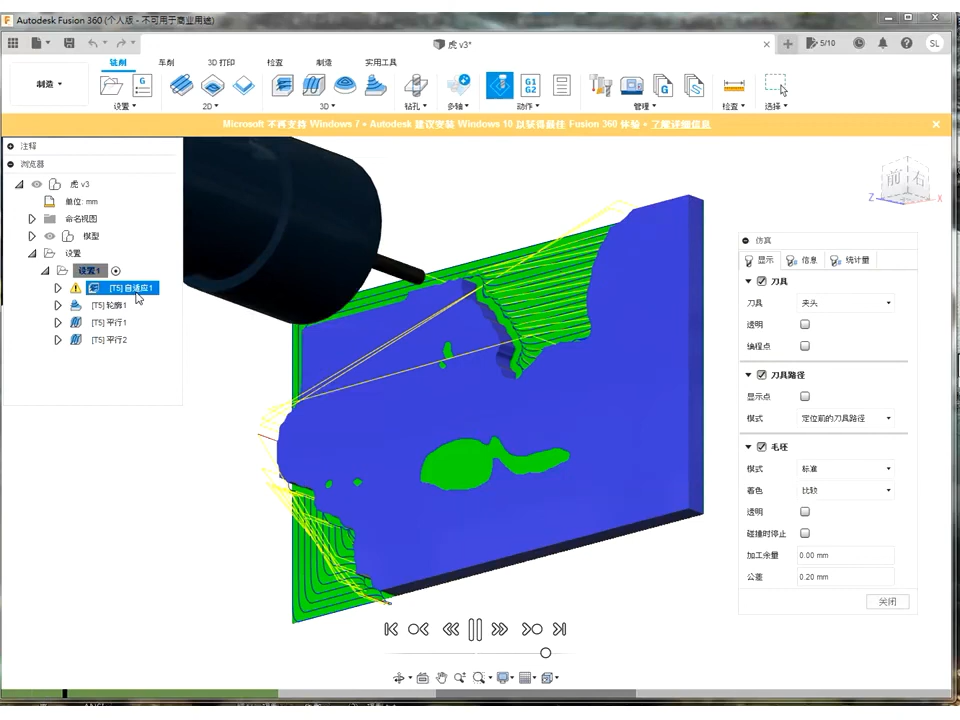 Autodesk Fusion 360 (个人版 - 不可用于商业用途)
虎 v3*
5/10
SL
铣削
车削
3D 打印
检查
制造
实用工具
制造
G1
G2
设置
2D
3D
钻孔
多轴
动作
管理
检查
选择
Microsoft 不再支持 Windows 7。Autodesk 建议安装 Windows 10 以获得最佳 Fusion 360 体验。了解详细信息
注释
浏览器
虎 v3
单位: mm
命名视图
模型
设置
设置1
[T5] 自适应1
[T5] 轮廓1
[T5] 平行1
[T5] 平行2
前
右
Z
X
仿真
显示
信息
统计量
刀具
刀具
夹头
透明
编程点
刀具路径
显示点
模式
定位前的刀具路径
毛坯
模式
标准
着色
比较
透明
碰撞时停止
加工余量
0.00 mm
公差
0.20 mm
关闭